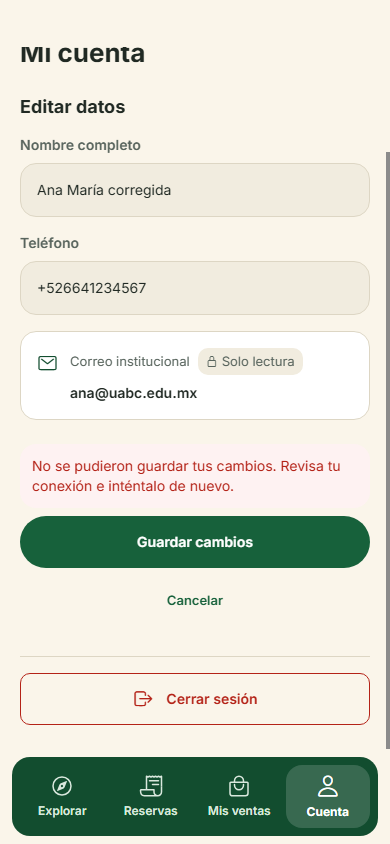 Mi cuenta
Editar datos
Nombre completo
Ana María corregida
Teléfono
+526641234567
Correo institucional
Solo lectura
ana@uabc.edu.mx
No se pudieron guardar tus cambios. Revisa tu
conexión e inténtalo de nuevo.
Guardar cambios
Cancelar
Cerrar sesión
Explorar
Reservas
Mis ventas
Cuenta